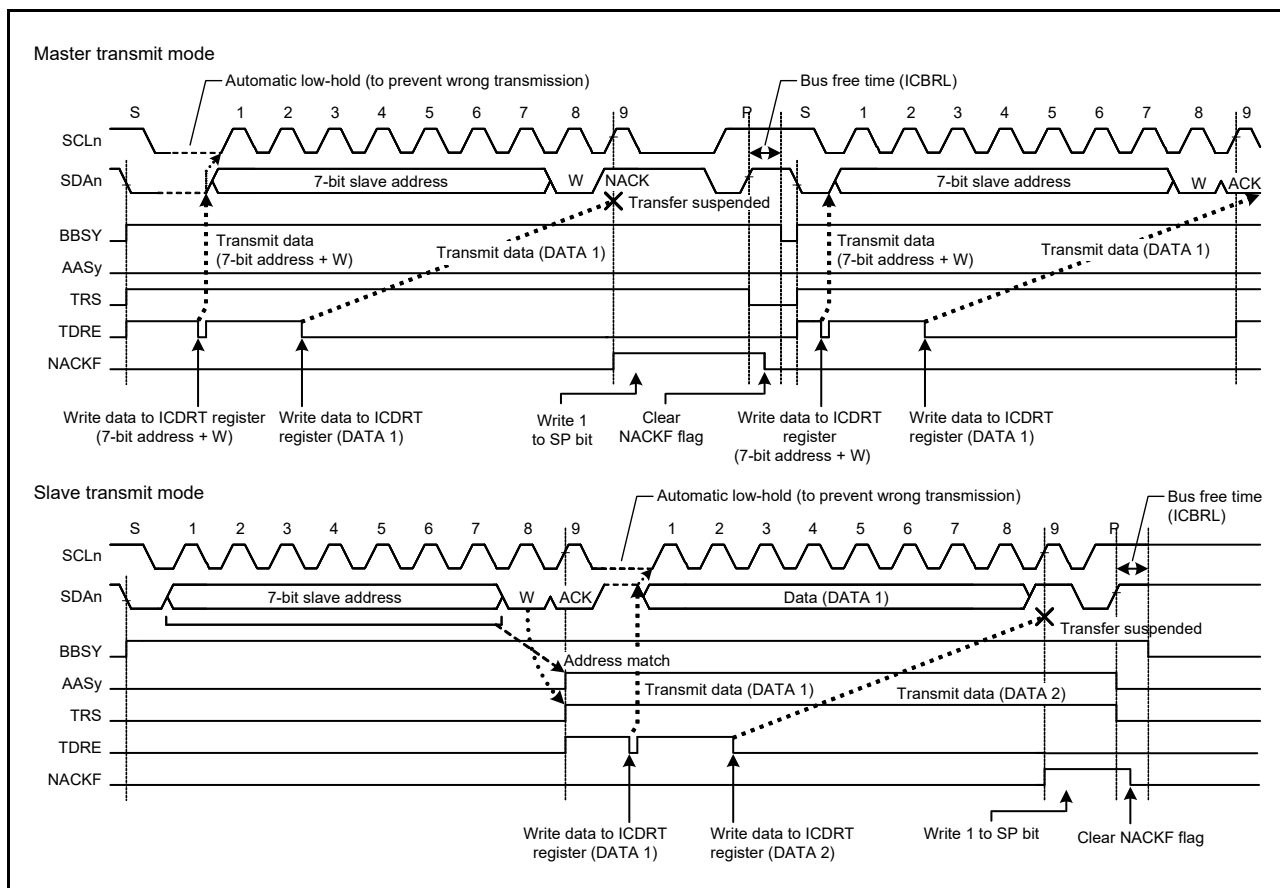 Master transmit mode
Automatic low-hold (to prevent wrong transmission)
Bus free time (ICBRL)
S 1 2 3 4 5 6 7 8 9 P S 1 2 3 4 5 6 7 8 9
SCLn
SDAn 7-bit slave address W NACK 7-bit slave address W ACK
Transfer suspended
BBSY
Transmit data
(7-bit address + W)
Transmit data (DATA 1)
Transmit data
(7-bit address + W)
Transmit data (DATA 1)
AASy
TRS
TDRE
NACKF
Write data to ICDRT register
(7-bit address + W)
Write data to ICDRT
register (DATA 1)
Write 1
to SP bit
Clear
NACKF flag
Write data to ICDRT
register
(7-bit address + W)
Write data to ICDRT
register (DATA 1)
Slave transmit mode
Automatic low-hold (to prevent wrong transmission)
Bus free time
(ICBRL)
S 1 2 3 4 5 6 7 8 9 1 2 3 4 5 6 7 8 9 P
SCLn
SDAn 7-bit slave address W ACK Data (DATA 1)
Transfer suspended
BBSY
Address match
AASy
Transmit data (DATA 1)
Transmit data (DATA 2)
TRS
TDRE
NACKF
Write data to ICDRT
register (DATA 1)
Write data to ICDRT
register (DATA 2)
Write 1 to SP bit
Clear NACKF flag